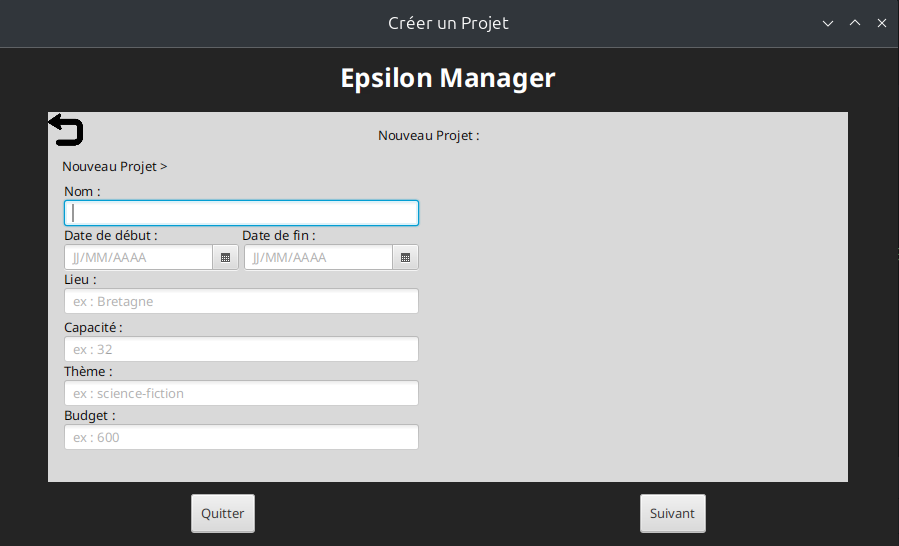 Créer un Projet
Epsilon Manager
Nouveau Projet :
Nouveau Projet >
Nom :
Date de début : Date de fin :
JJ/MM/AAAA JJ/MM/AAAA
Lieu :
ex : Bretagne
Capacité :
ex : 32
Thème :
ex : science-fiction
Budget :
ex : 600
Quitter Suivant